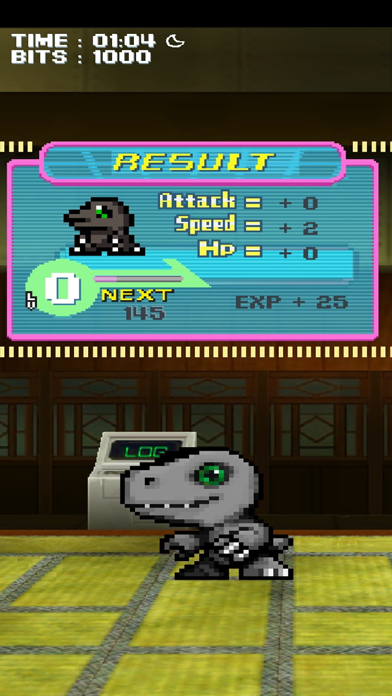 TIME : 01:04
BITS : 1000
RESULT
Attack = + 0
Speed = + 2
Hp = + 0
0 NEXT
145
EXP + 25
LOG